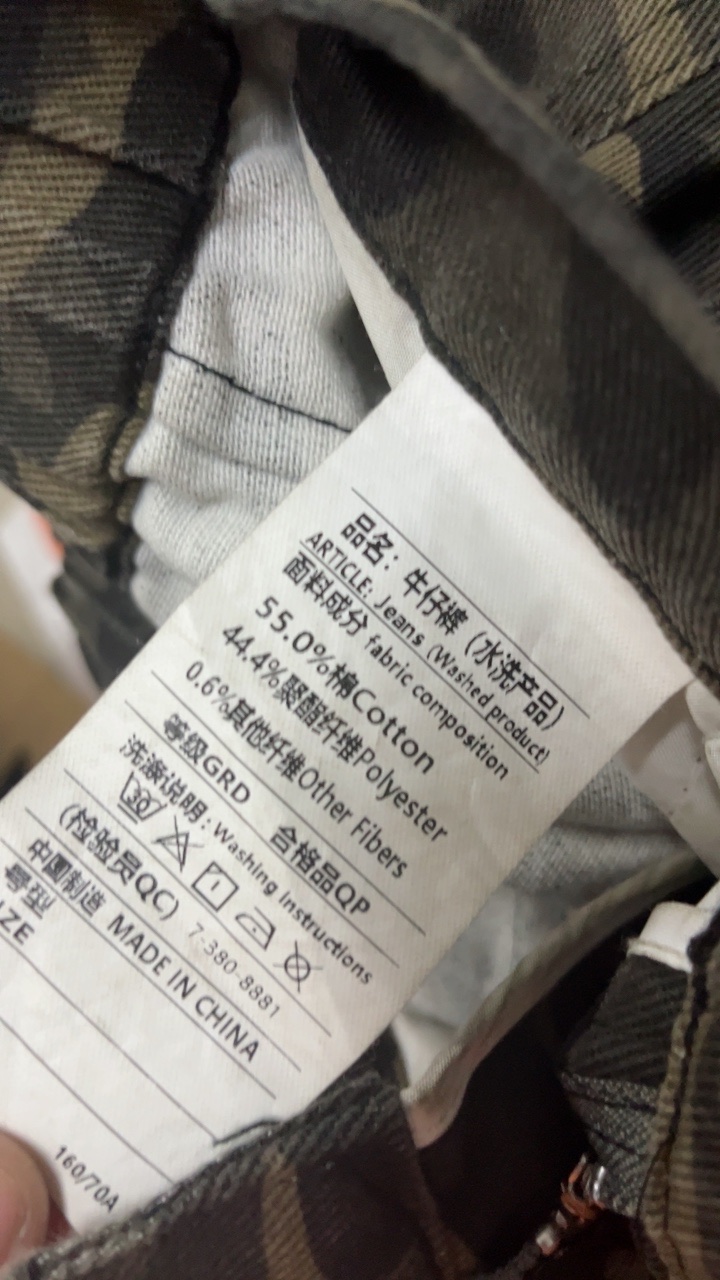 品名：牛仔裤（水洗产品）
ARTICLE: Jeans (Washed product)
面料成分 fabric composition
55.0%棉Cotton
44.4%聚酯纤维Polyester
0.6%其他纤维Other Fibers
等级GRD 合格品QP
洗涤说明：Washing Instructions
(检验员QC) 7-380-8881
中國制造 MADE IN CHINA
号型
IZE
160/70A